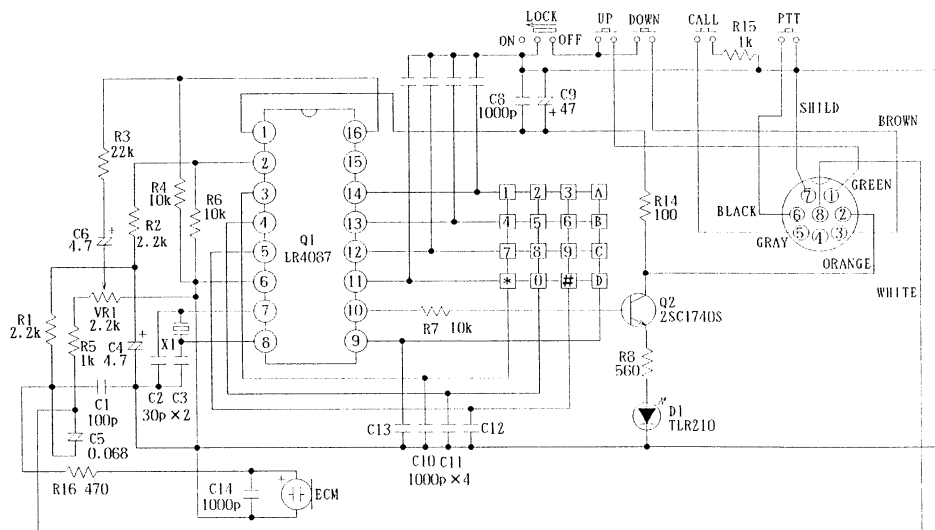 LOCK
UP
DOWN
CALL
R15
1k
PTT
ON
OFF
C8
1000p
C9
+
47
SHILD
BROWN
R3
22k
R4
10k
R2
2.2k
R6
10k
C6
4.7
+
1
2
3
4
5
6
7
8
Q1
LR4087
16
15
14
13
12
11
10
9
1
2
3
A
4
5
6
B
7
8
9
C
*
0
#
D
R14
100
BLACK
GRAY
GREEN
ORANGE
WHITE
7
1
6
8
2
5
4
3
R1
2.2k
VR1
2.2k
R5
1k
C4
4.7
+
X1
R7
10k
Q2
2SC1740S
R8
560
D1
TLR210
C1
100p
C2
C3
30p×2
C5
0.068
C13
C12
C10
C11
1000p×4
R16 470
C14
1000p
+
ECM